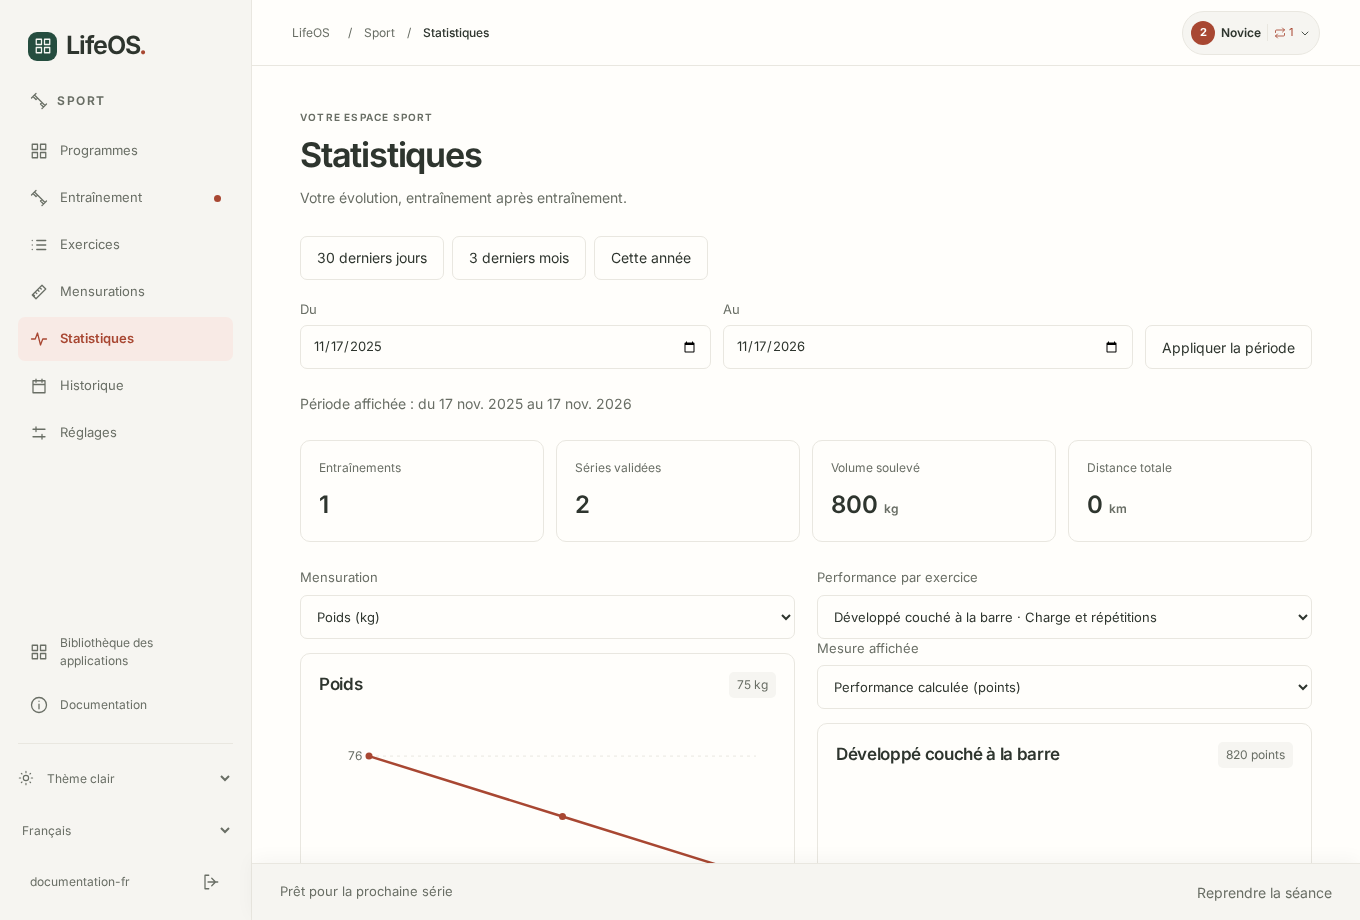 LifeOS.
SPORT
Programmes
Entraînement
Exercices
Mensurations
Statistiques
Historique
Réglages
Bibliothèque des
applications
Documentation
Thème clair
Français
documentation-fr
LifeOS / Sport / Statistiques
2 Novice 1
VOTRE ESPACE SPORT
Statistiques
Votre évolution, entraînement après entraînement.
30 derniers jours 3 derniers mois Cette année
Du Au
11/17/2025 11/17/2026 Appliquer la période
Période affichée : du 17 nov. 2025 au 17 nov. 2026
Entraînements Séries validées Volume soulevé Distance totale
1 2 800 kg 0 km
Mensuration
Poids (kg)
Poids 75 kg
76
Performance par exercice
Développé couché à la barre · Charge et répétitions
Mesure affichée
Performance calculée (points)
Développé couché à la barre 820 points
Prêt pour la prochaine série Reprendre la séance